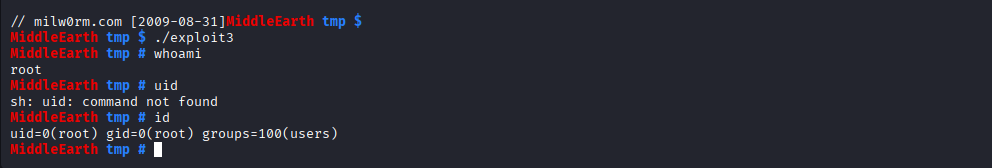 // milw0rm.com [2009-08-31]MiddleEarth tmp $
MiddleEarth tmp $ ./exploit3
MiddleEarth tmp # whoami
root
MiddleEarth tmp # uid
sh: uid: command not found
MiddleEarth tmp # id
uid=0(root) gid=0(root) groups=100(users)
MiddleEarth tmp #